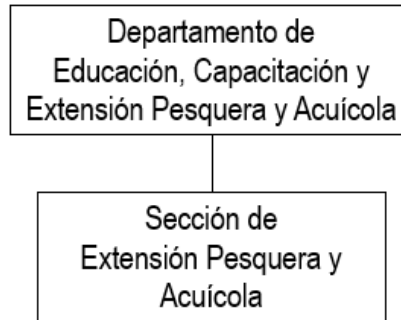 Departamento de
Educación, Capacitación y
Extensión Pesquera y Acuícola
Sección de
Extensión Pesquera y
Acuícola